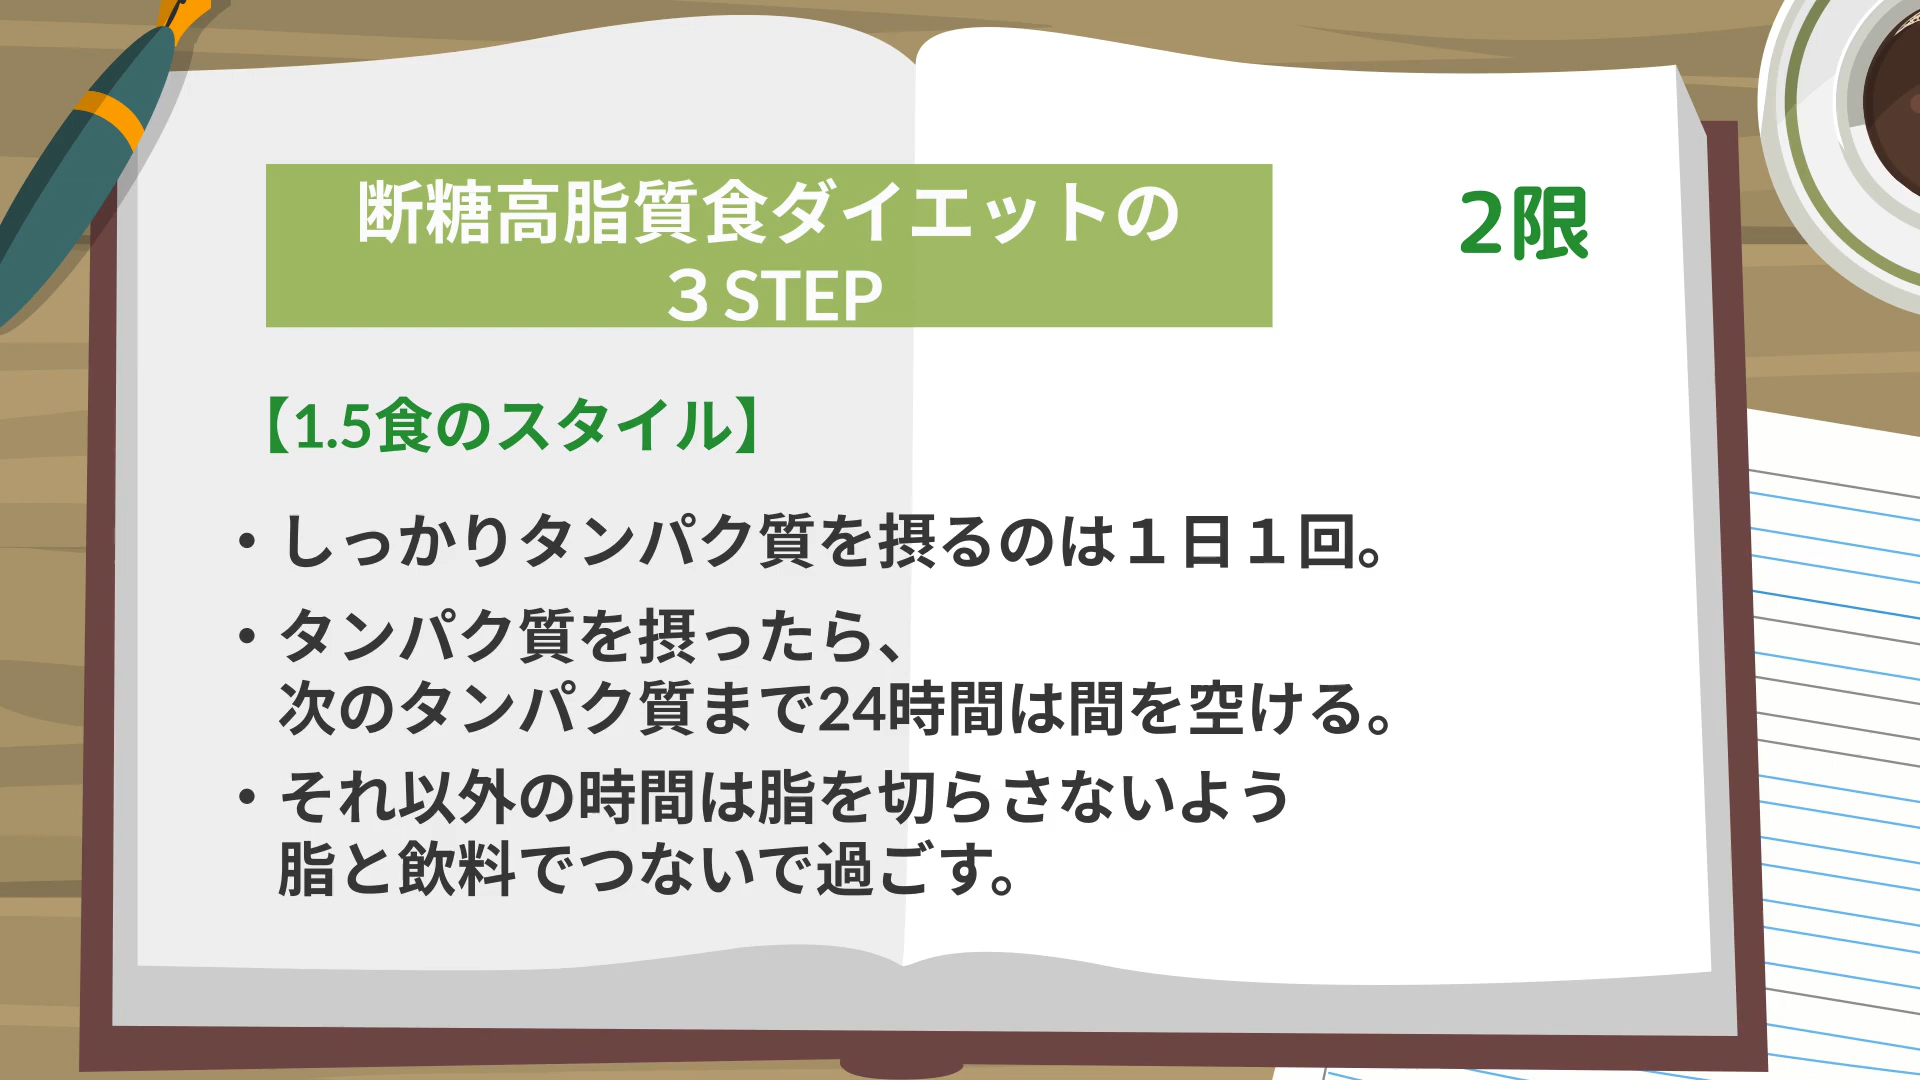 断糖高脂質食ダイエットの
３STEP
2限
【1.5食のスタイル】
・しっかりタンパク質を摂るのは１日１回。
・タンパク質を摂ったら、
次のタンパク質まで24時間は間を空ける。
・それ以外の時間は脂を切らさないよう
脂と飲料でつないで過ごす。